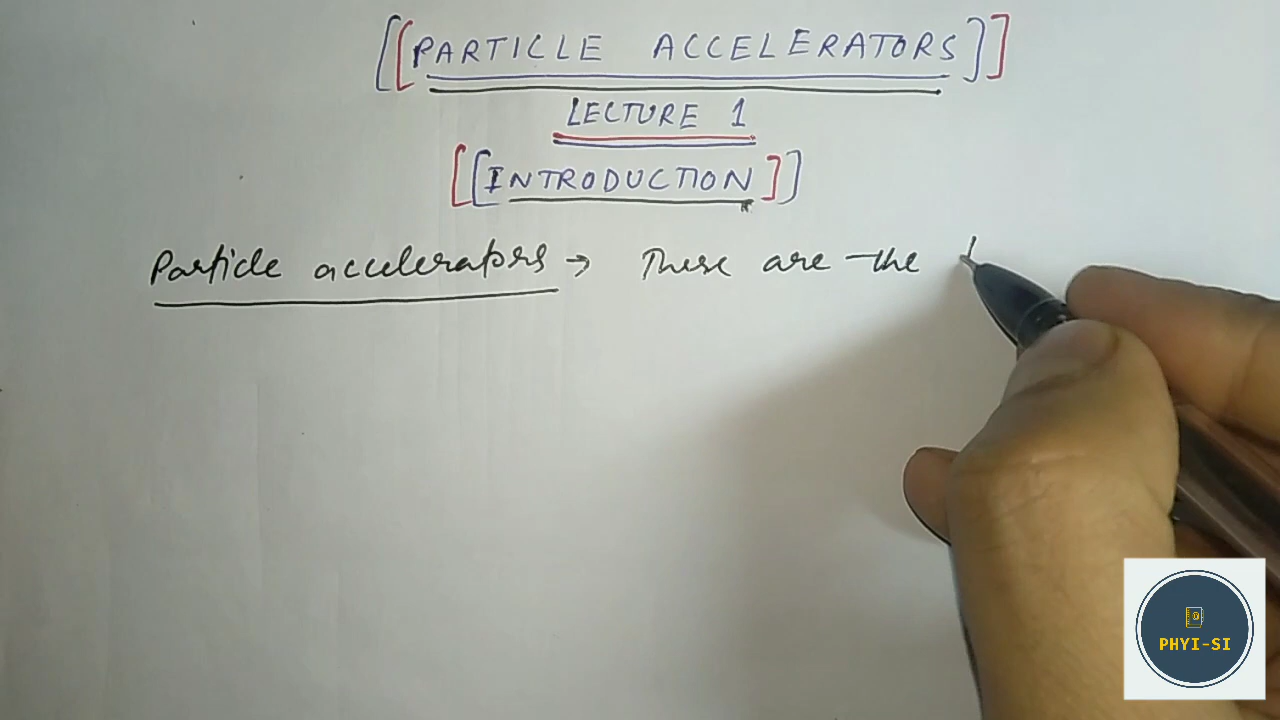 [[PARTICLE ACCELERATORS]]
LECTURE 1
[[INTRODUCTION]]
Particle accelerators → These are the
PHYI-SI